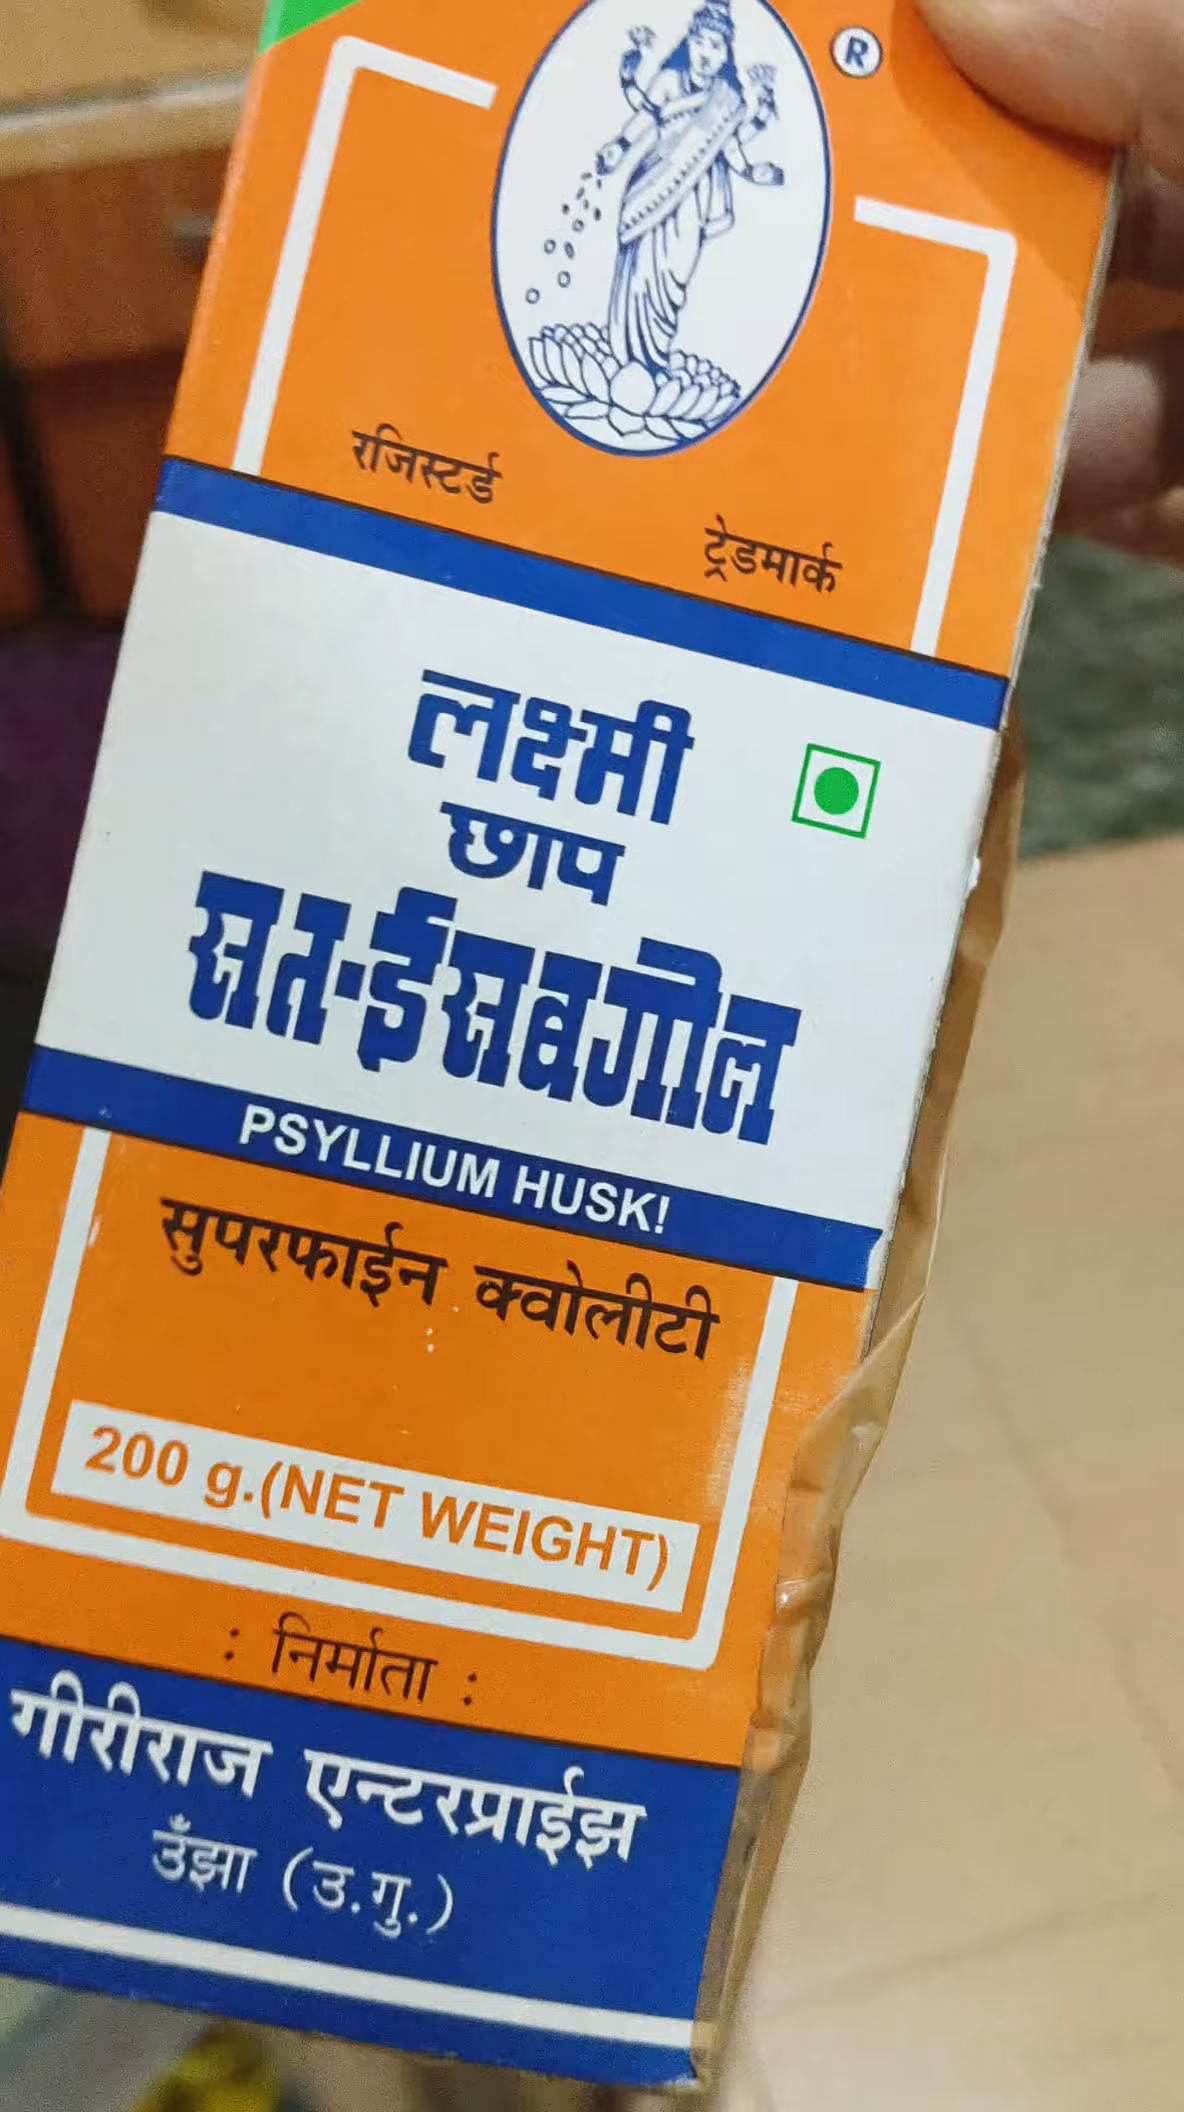 ®
रजिस्टर्ड
ट्रेडमार्क
लक्ष्मी
छाप
सत-ईसबगोल
PSYLLIUM HUSK!
सुपरफाईन क्वोलीटी
200 g.(NET WEIGHT)
: निर्माता :
गीरीराज एन्टरप्राईझ
उँझा (उ.गु.)